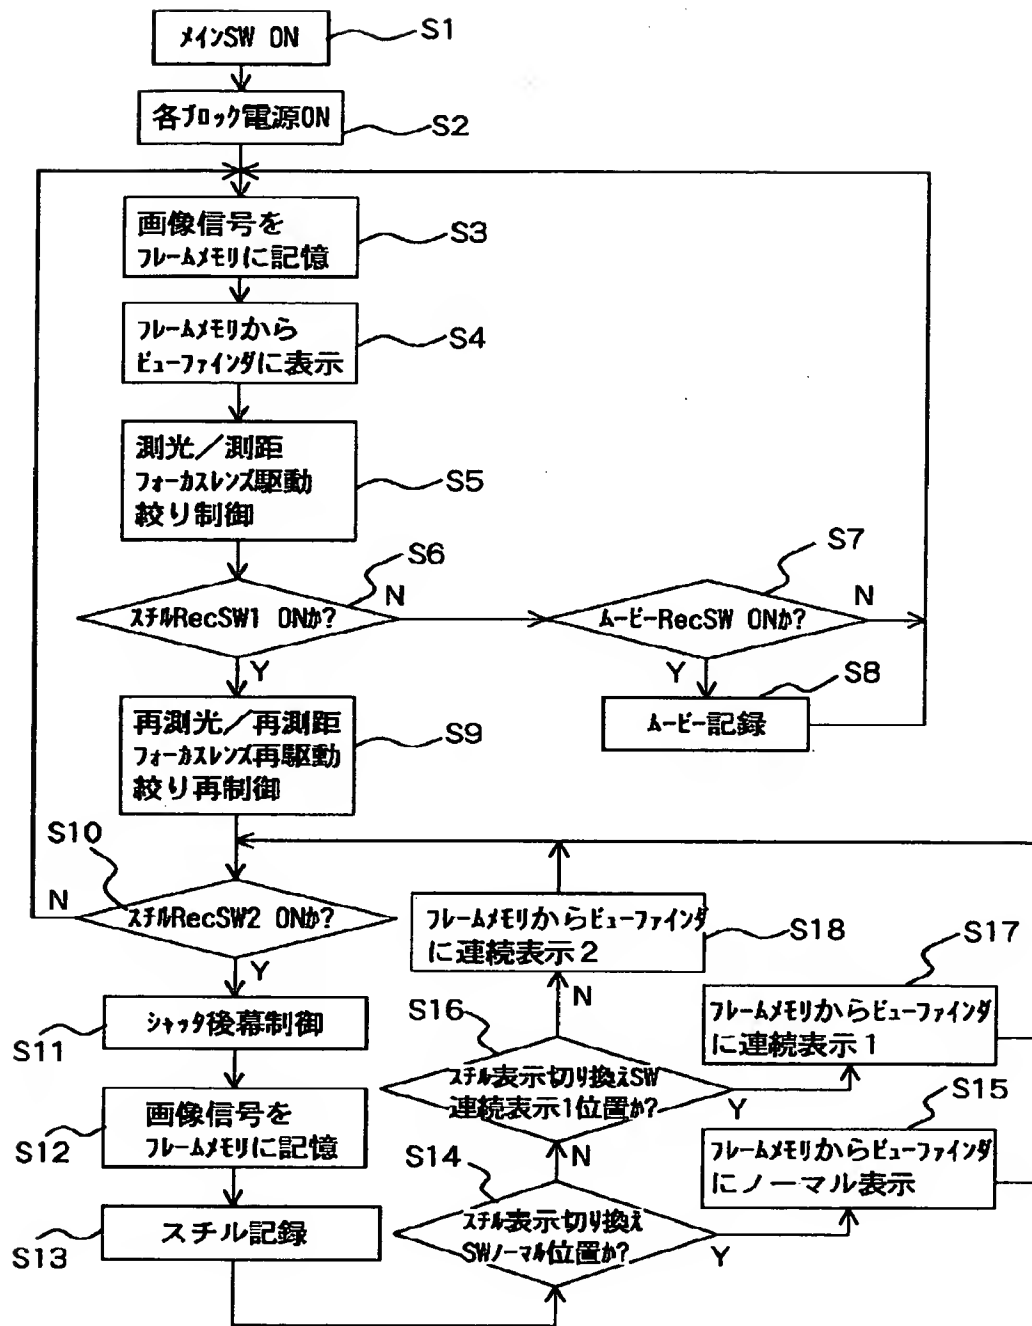 メインSW ON
S1
各ブロック電源ON
S2
画像信号を
フレームメモリに記憶
S3
フレームメモリから
ビューファインダに表示
S4
測光／測距
フォーカスレンズ駆動
絞り制御
S5
S6
スチルRecSW1 ONか?
N
Y
S7
ムービーRecSW ONか?
N
Y
S8
ムービー記録
再測光／再測距
フォーカスレンズ再駆動
絞り再制御
S9
S10
スチルRecSW2 ONか?
N
Y
シャッタ後幕制御
S11
画像信号を
フレームメモリに記憶
S12
スチル記録
S13
S14
スチル表示切り換え
SWノーマル位置か?
N
Y
S15
フレームメモリからビューファインダ
にノーマル表示
S16
スチル表示切り換えSW
連続表示1位置か?
N
Y
S17
フレームメモリからビューファインダ
に連続表示1
S18
フレームメモリからビューファインダ
に連続表示2